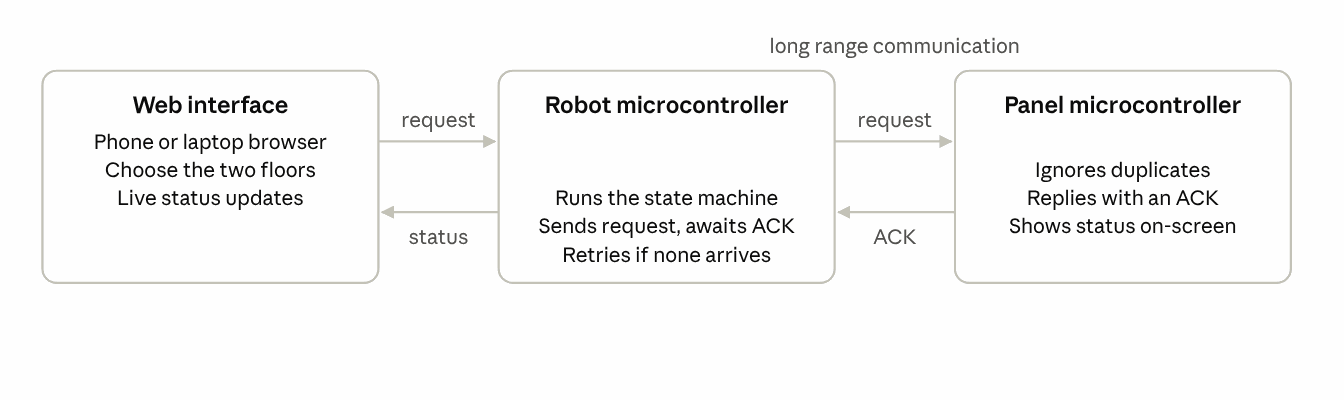 long range communication
Web interface
Phone or laptop browser
Choose the two floors
Live status updates
request
status
Robot microcontroller
Runs the state machine
Sends request, awaits ACK
Retries if none arrives
request
ACK
Panel microcontroller
Ignores duplicates
Replies with an ACK
Shows status on-screen